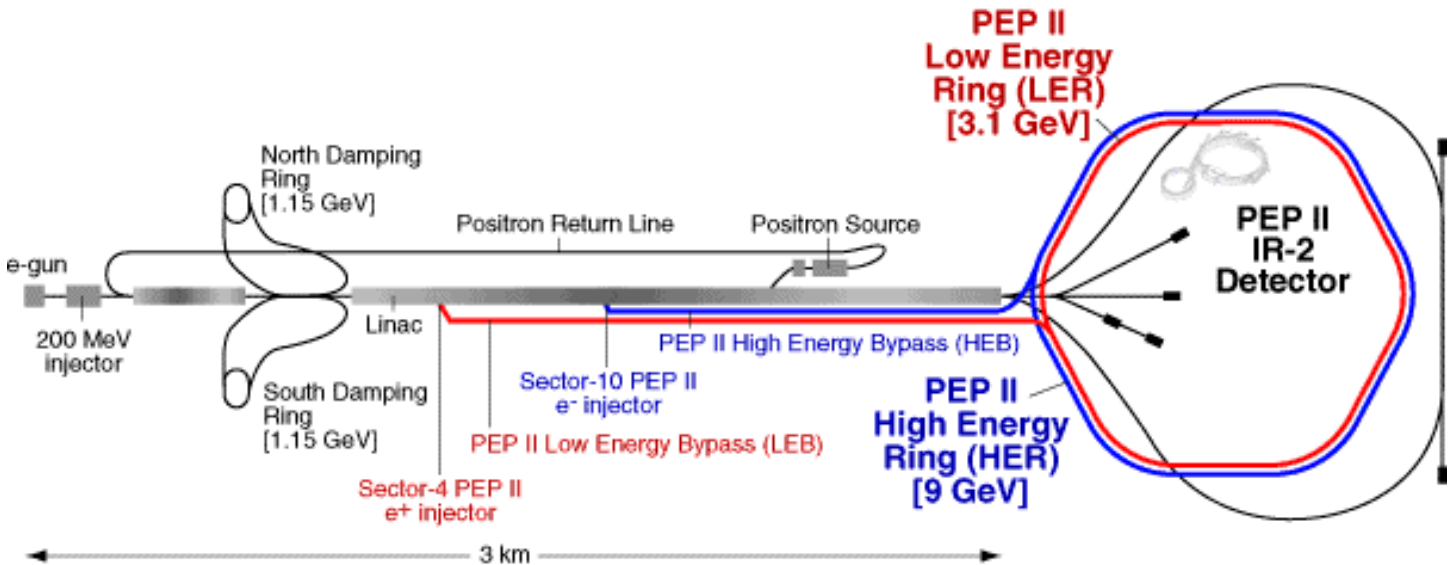 PEP II
Low Energy
Ring (LER)
[3.1 GeV]
North Damping
Ring
[1.15 GeV]
Positron Return Line
Positron Source
e-gun
200 MeV
injector
Linac
PEP II
IR-2
Detector
PEP II High Energy Bypass (HEB)
South Damping
Ring
[1.15 GeV]
Sector-10 PEP II
e- injector
PEP II Low Energy Bypass (LEB)
Sector-4 PEP II
e+ injector
PEP II
High Energy
Ring (HER)
[9 GeV]
3 km